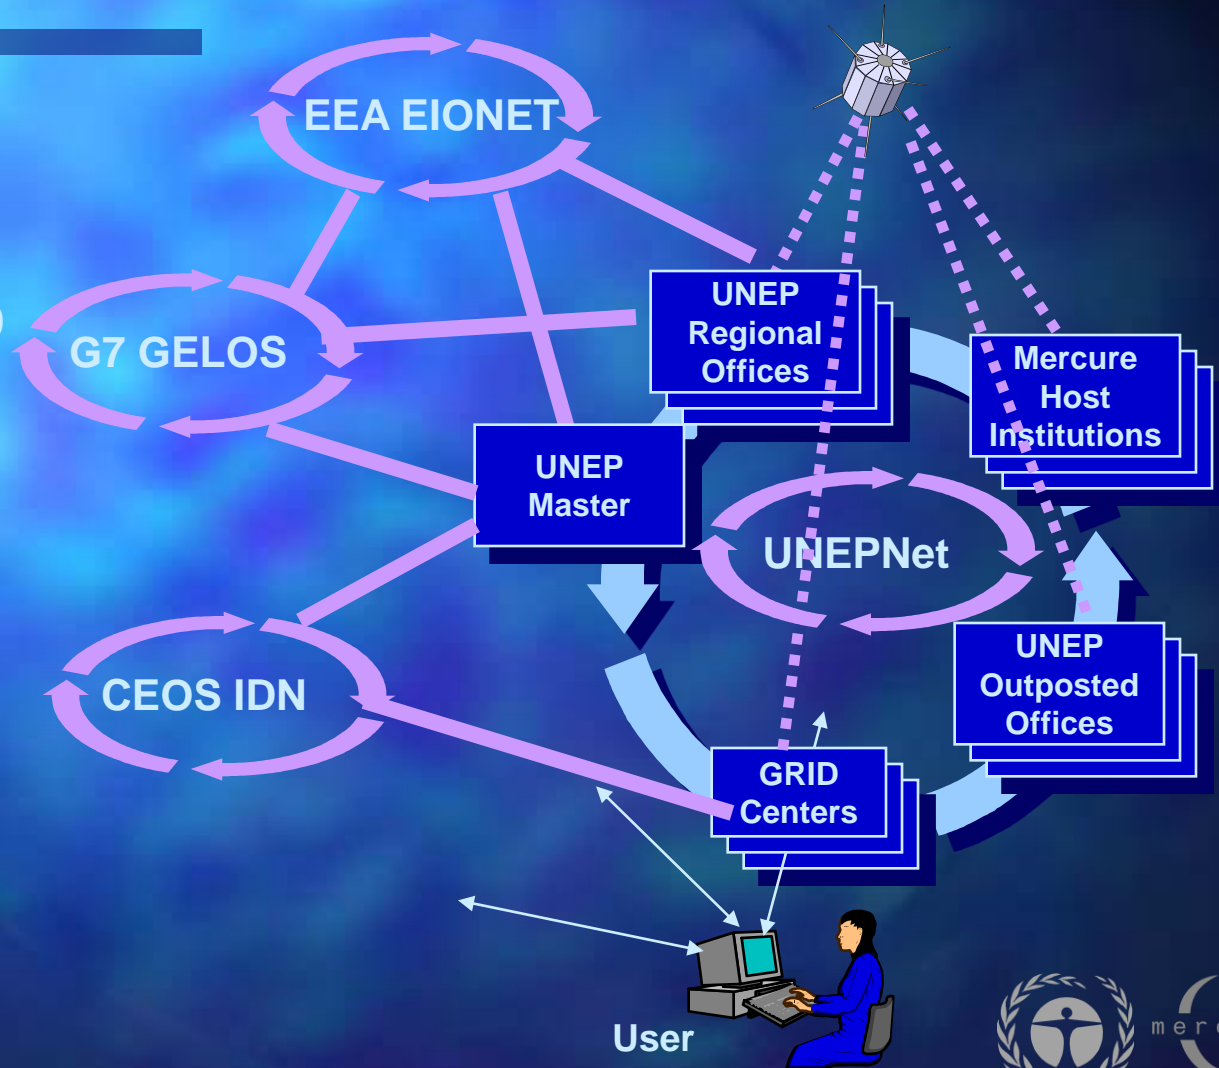 EEA EIONET
UNEP
Regional
Offices
G7 GELOS
Mercure
Host
Institutions
UNEP
Master
UNEPNet
UNEP
Outposted
Offices
CEOS IDN
GRID
Centers
User